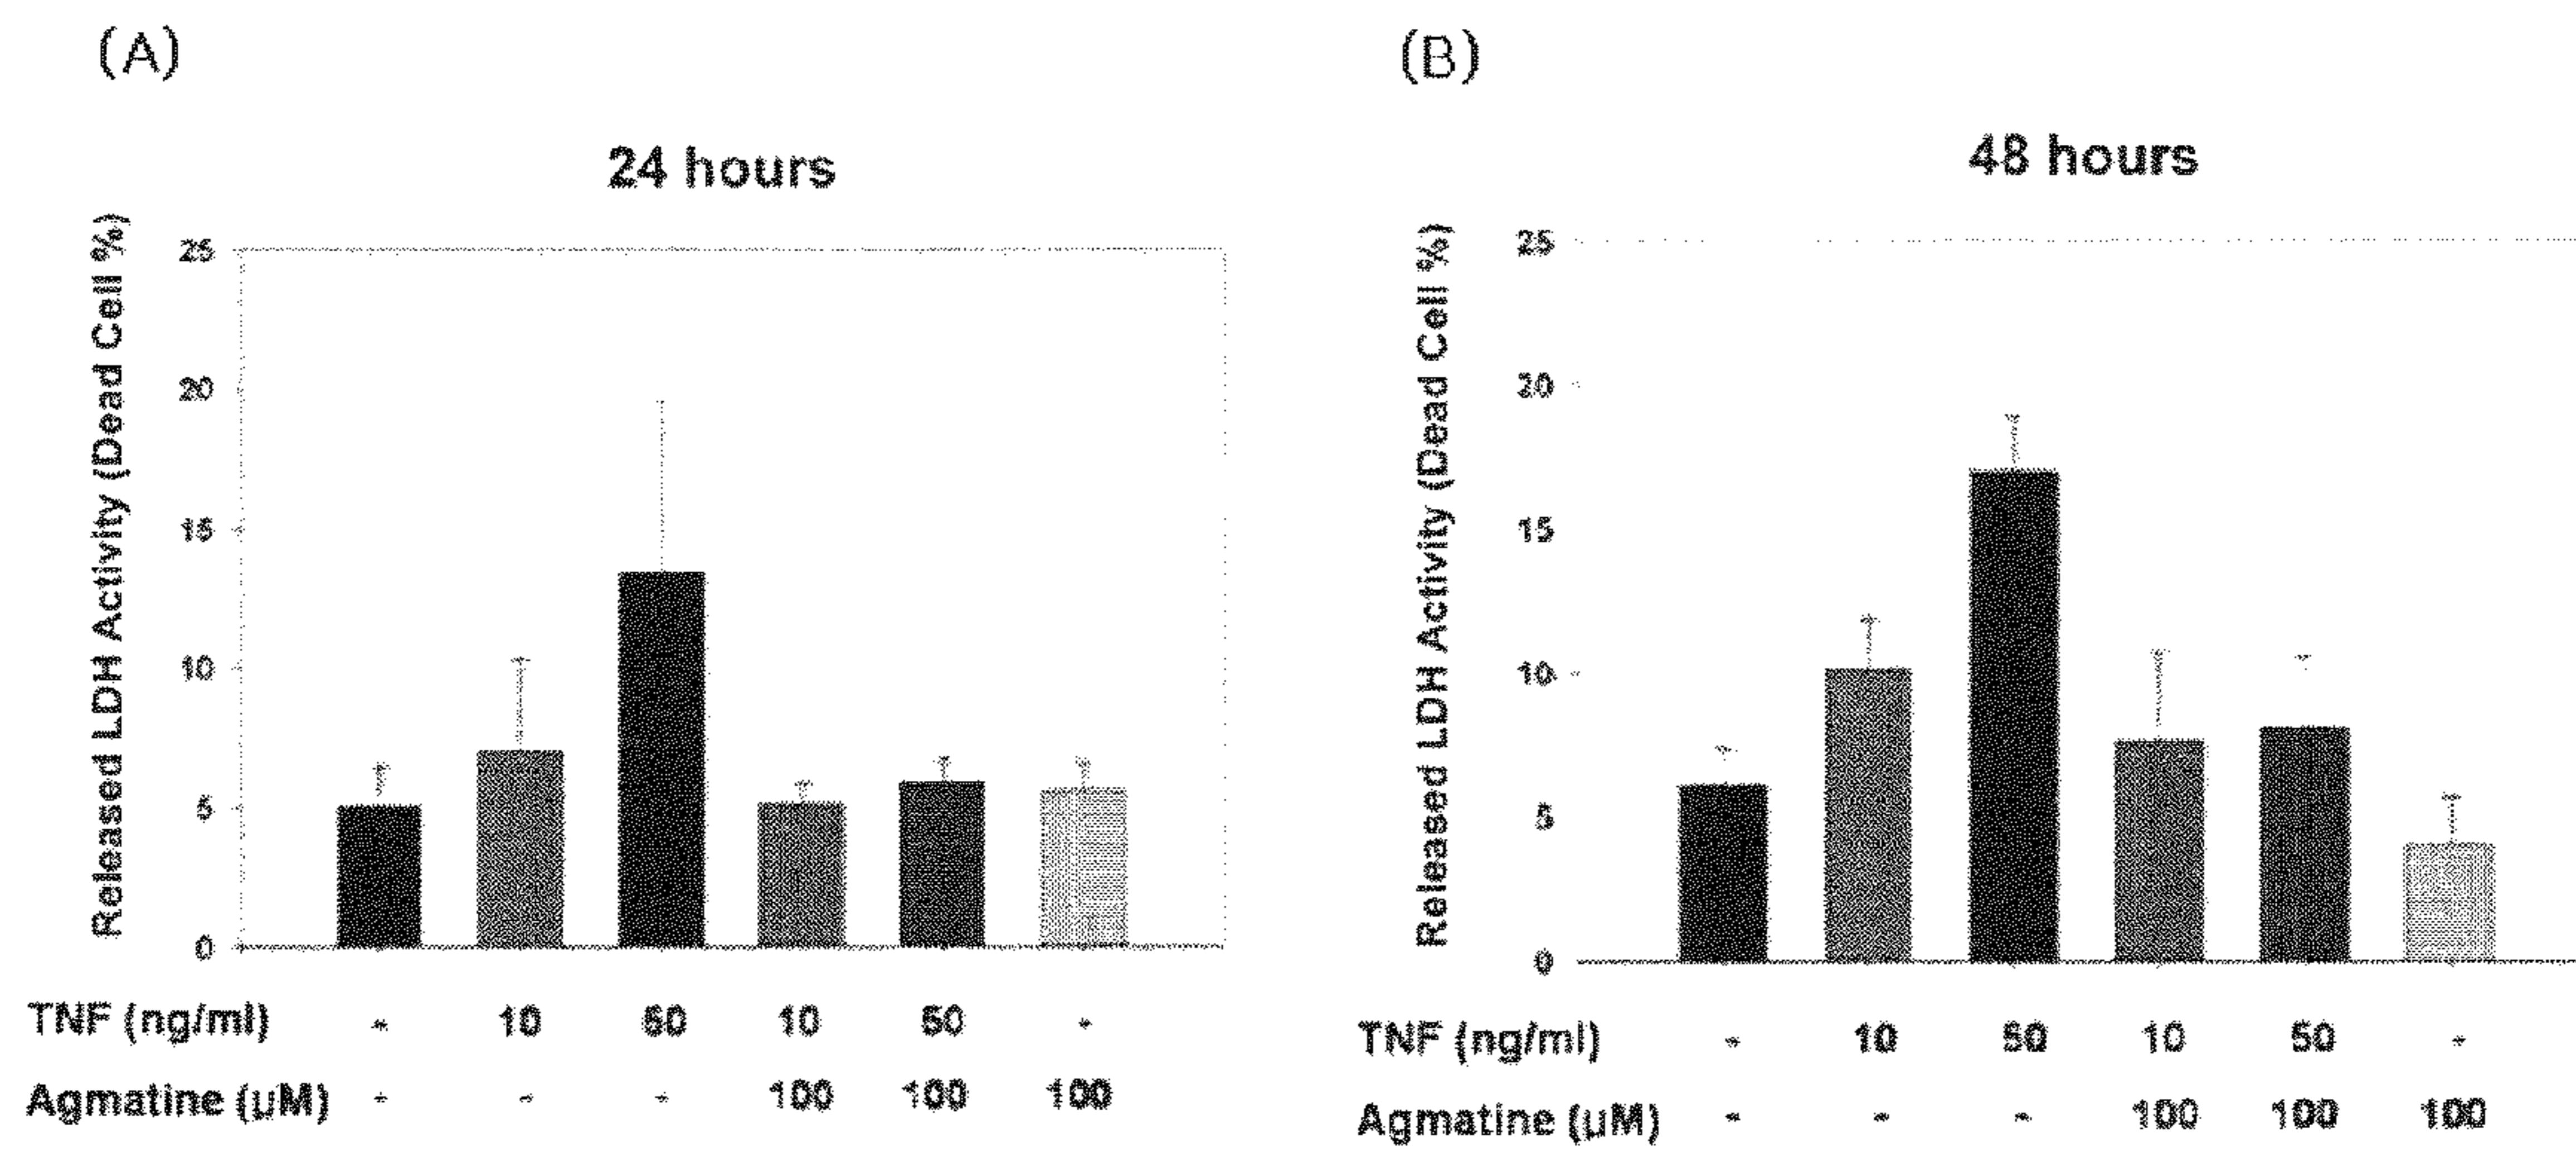 (A)
24 hours
Released LDH Activity (Dead Cell %)
25
20
15
10
5
0
TNF (ng/ml) - 10 50 10 50 -
Agmatine (µM) - - - 100 100 100
(B)
48 hours
Released LDH Activity (Dead Cell %)
25
20
15
10
5
0
TNF (ng/ml) - 10 50 10 50 -
Agmatine (µM) - - - 100 100 100